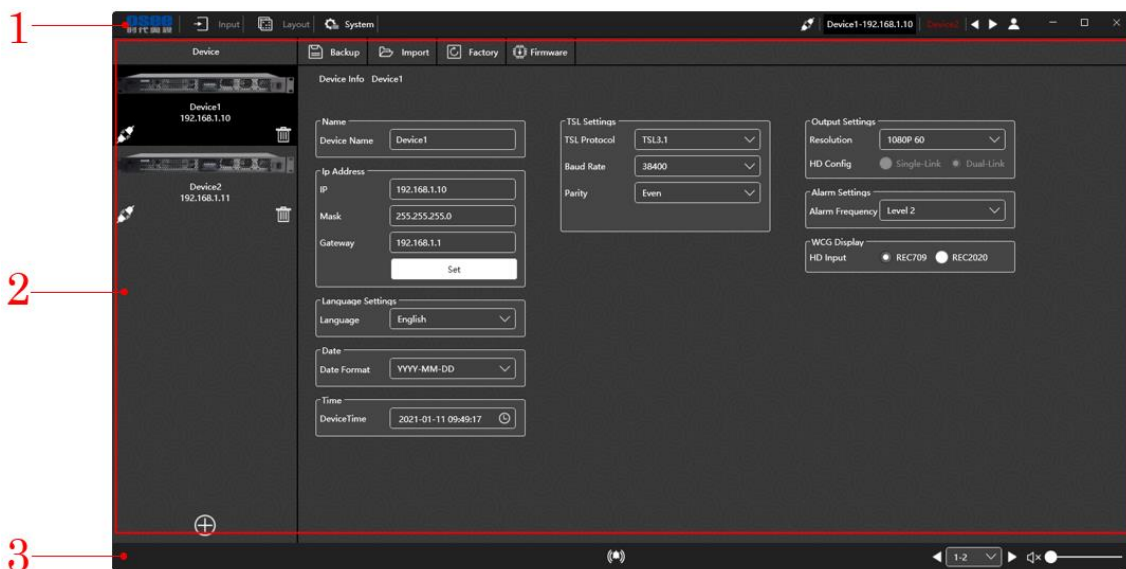 1
osee
时代奥视
Input
Layout
System
Device1-192.168.1.10
Device2
2
Device
Device1
192.168.1.10
Device2
192.168.1.11
Backup
Import
Factory
Firmware
Device Info Device1
Name
Device Name Device1
Ip Address
IP 192.168.1.10
Mask 255.255.255.0
Gateway 192.168.1.1
Set
Language Settings
Language English
Date
Date Format YYYY-MM-DD
Time
DeviceTime 2021-01-11 09:49:17
TSL Settings
TSL Protocol TSL3.1
Baud Rate 38400
Parity Even
Output Settings
Resolution 1080P 60
HD Config Single-Link Dual-Link
Alarm Settings
Alarm Frequency Level 2
WCG Display
HD Input REC709 REC2020
3
1-2